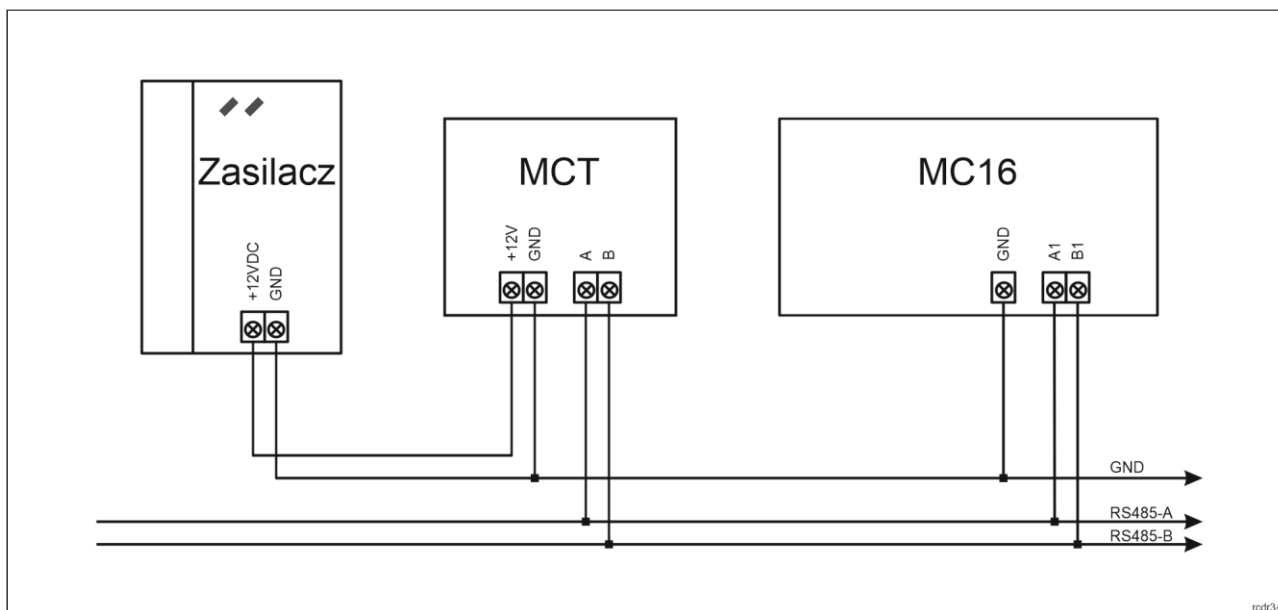 Zasilacz
+12VDC
GND
MCT
+12V
GND
A
B
MC16
GND
A1
B1
GND
RS485-A
RS485-B